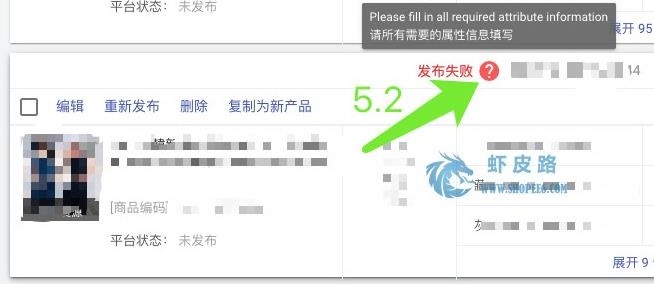 平台状态： 未发布
Please fill in all required attribute information
请所有需要的属性信息填写
展开 95
发布失败 ?
14
编辑 重新发布 删除 复制为新产品
5.2
虾皮路
WWW.SHOPEE6.COM
[商品编码]
平台状态： 未发布
展开 9